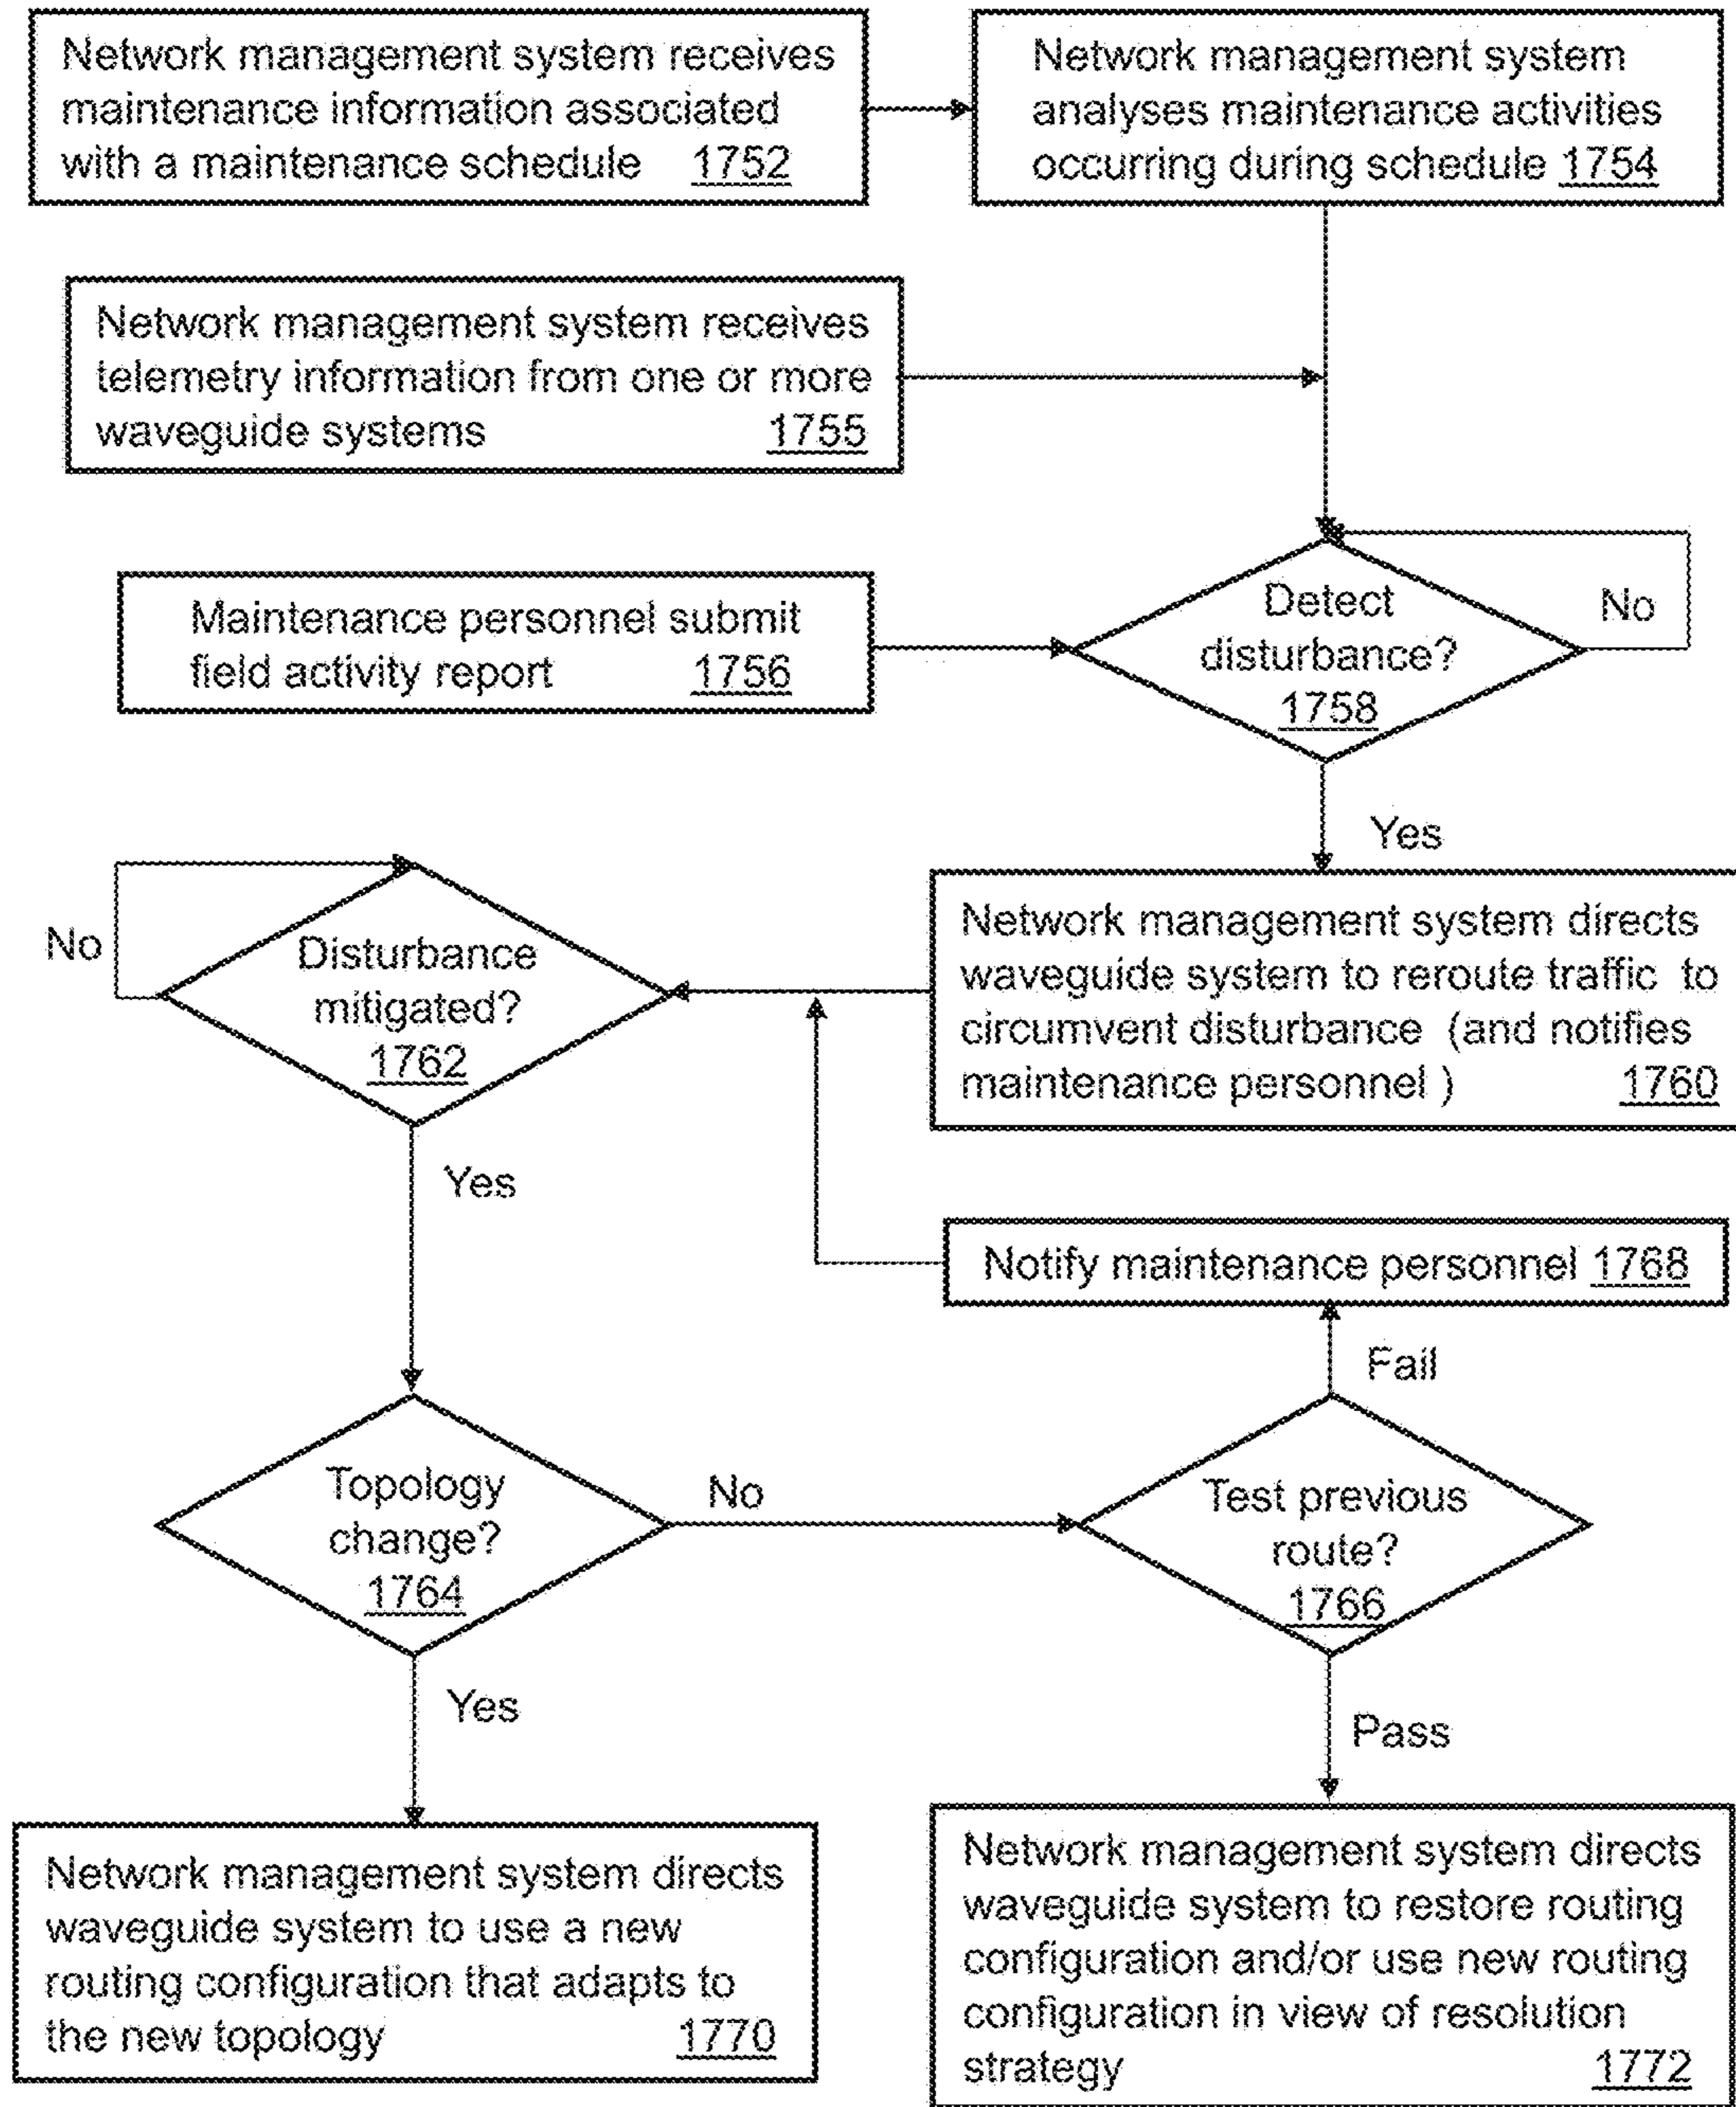 Network management system receives
maintenance information associated
with a maintenance schedule 1752
Network management system
analyses maintenance activities
occurring during schedule 1754
Network management system receives
telemetry information from one or more
waveguide systems 1755
Maintenance personnel submit
field activity report 1756
Detect
disturbance?
1758
No
Yes
Network management system directs
waveguide system to reroute traffic to
circumvent disturbance (and notifies
maintenance personnel ) 1760
Disturbance
mitigated?
1762
No
Yes
Notify maintenance personnel 1768
Fail
Topology
change?
1764
No
Test previous
route?
1766
Yes
Pass
Network management system directs
waveguide system to use a new
routing configuration that adapts to
the new topology 1770
Network management system directs
waveguide system to restore routing
configuration and/or use new routing
configuration in view of resolution
strategy 1772